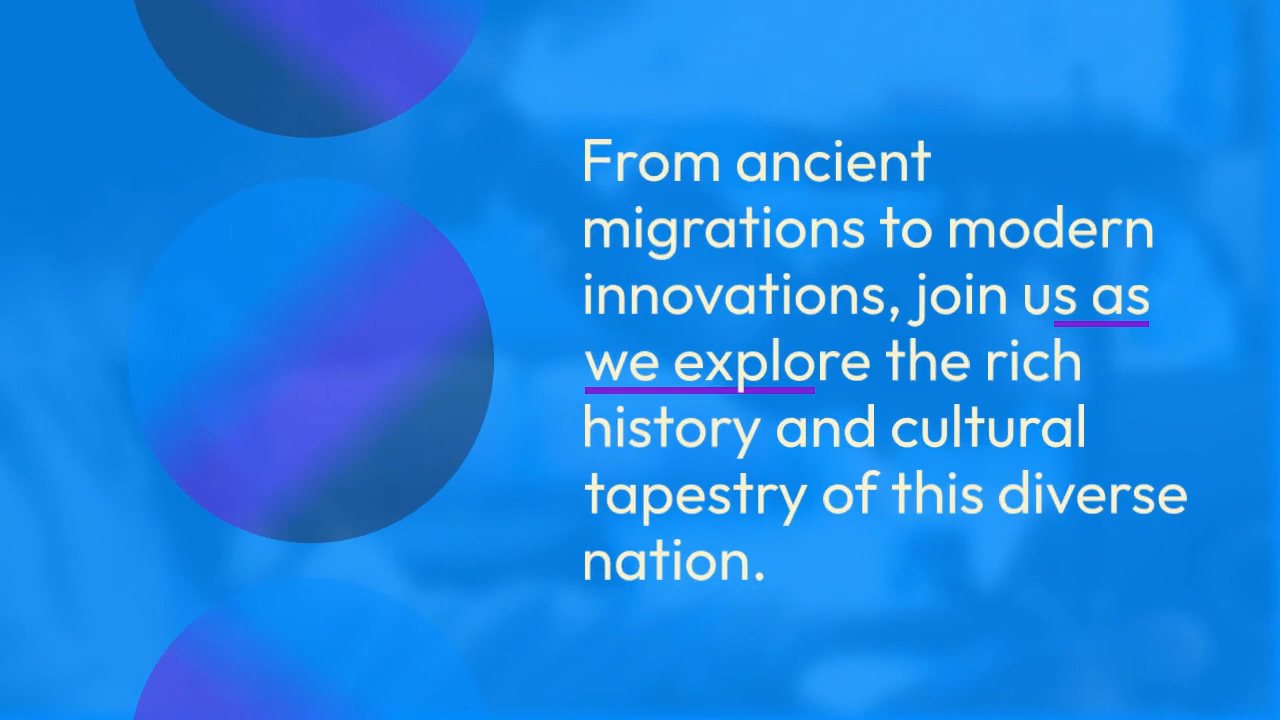 From ancient
migrations to modern
innovations, join us as
we explore the rich
history and cultural
tapestry of this diverse
nation.